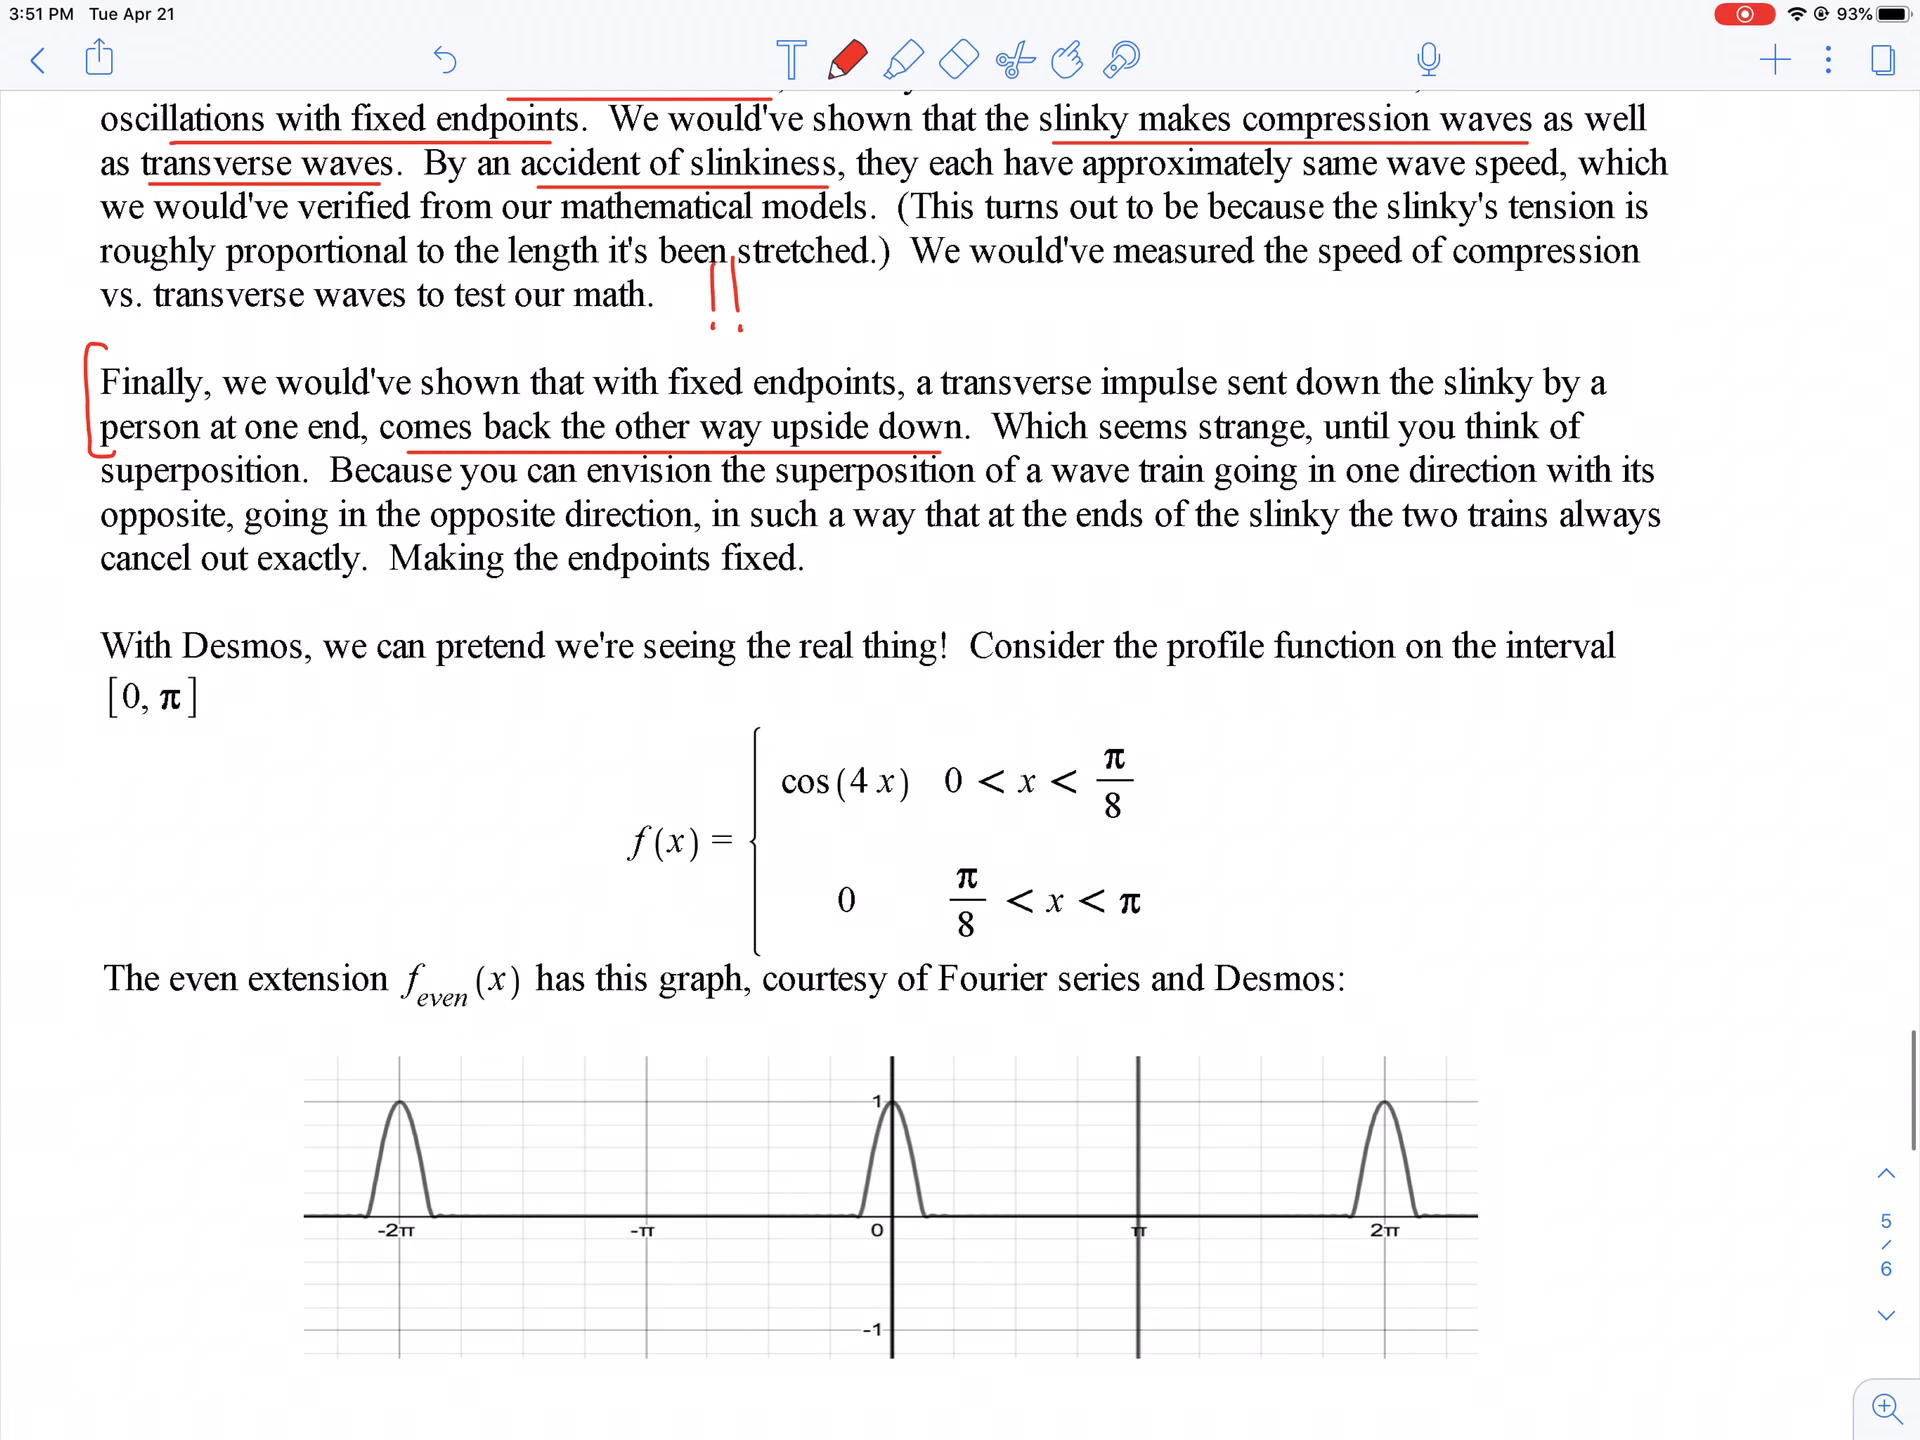 3:51 PM Tue Apr 21
93%
oscillations with fixed endpoints. We would've shown that the slinky makes compression waves as well
as transverse waves. By an accident of slinkiness, they each have approximately same wave speed, which
we would've verified from our mathematical models. (This turns out to be because the slinky's tension is
roughly proportional to the length it's been stretched.) We would've measured the speed of compression
vs. transverse waves to test our math.
!!
Finally, we would've shown that with fixed endpoints, a transverse impulse sent down the slinky by a
person at one end, comes back the other way upside down. Which seems strange, until you think of
superposition. Because you can envision the superposition of a wave train going in one direction with its
opposite, going in the opposite direction, in such a way that at the ends of the slinky the two trains always
cancel out exactly. Making the endpoints fixed.
With Desmos, we can pretend we're seeing the real thing! Consider the profile function on the interval
[0, π]
f(x) = { cos(4 x) 0 < x < π/8
0 π/8 < x < π
The even extension f_even (x) has this graph, courtesy of Fourier series and Desmos:
1
-2π -π 0 π 2π
-1
5
/
6